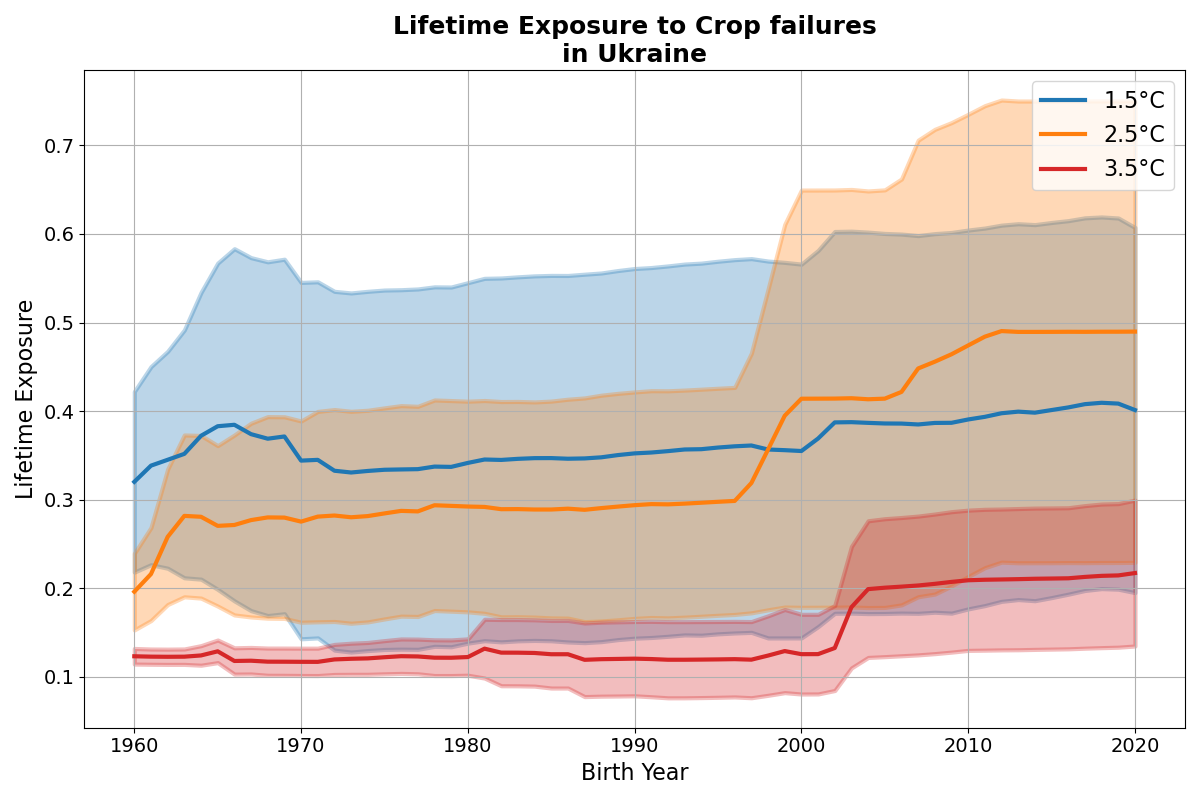 Lifetime Exposure to Crop failures
in Ukraine
1.5°C
2.5°C
3.5°C
Lifetime Exposure
0.7
0.6
0.5
0.4
0.3
0.2
0.1
1960 1970 1980 1990 2000 2010 2020
Birth Year